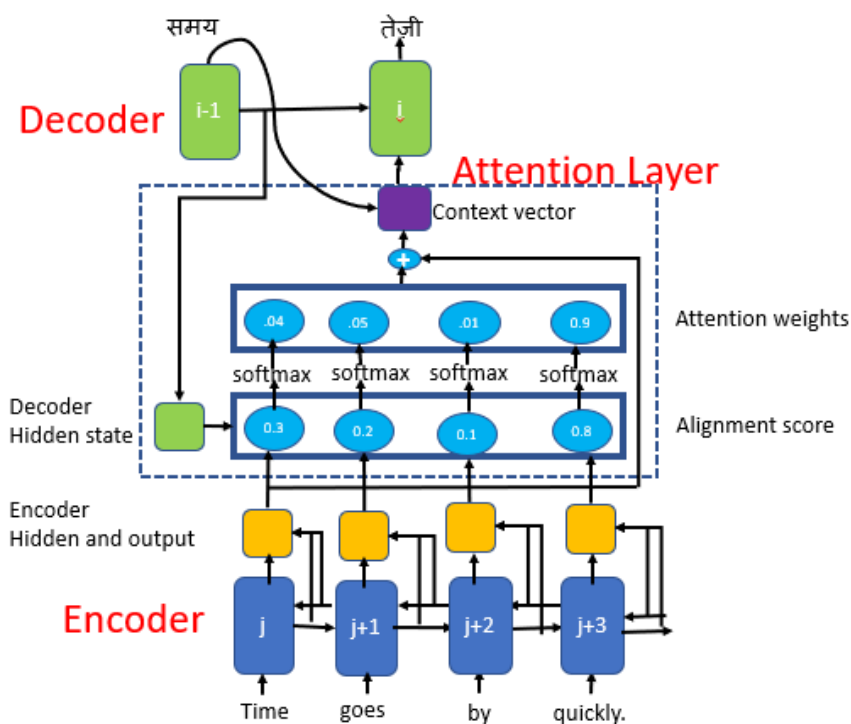 समय
तेज़ी
Decoder
i-1
i
Attention Layer
Context vector
+
.04
.05
.01
0.9
Attention weights
softmax
softmax
softmax
softmax
Decoder
Hidden state
0.3
0.2
0.1
0.8
Alignment score
Encoder
Hidden and output
Encoder
j
j+1
j+2
j+3
Time
goes
by
quickly.